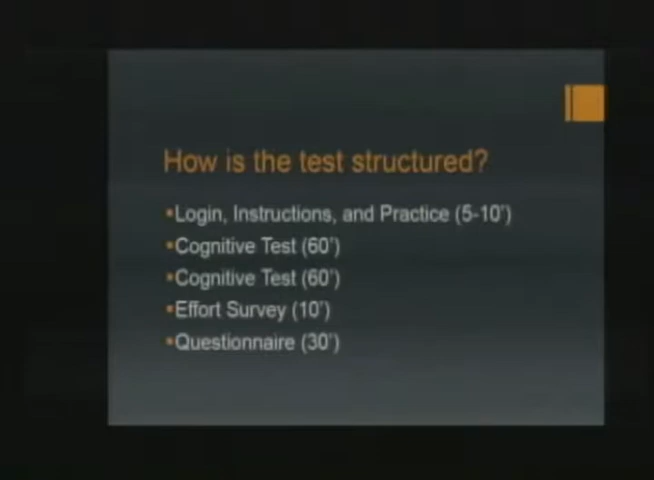 How is the test structured?
▪Login, Instructions, and Practice (5-10')
▪Cognitive Test (60')
▪Cognitive Test (60')
▪Effort Survey (10')
▪Questionnaire (30')